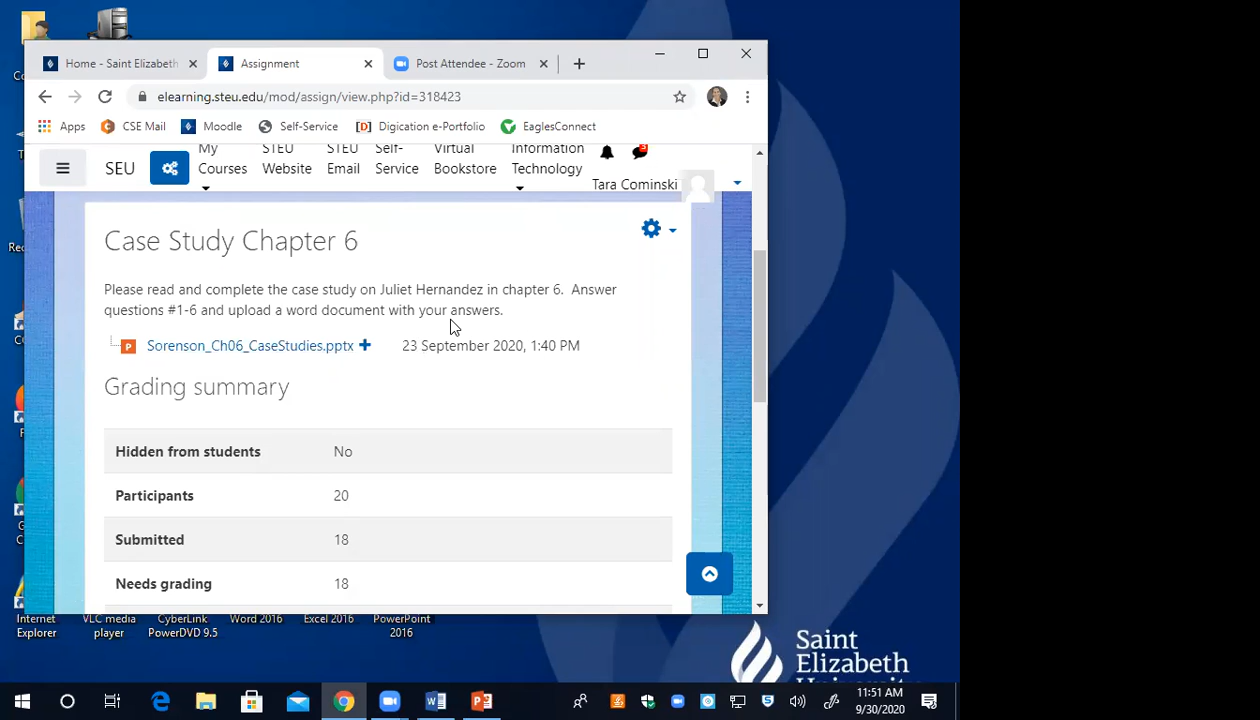 Home - Saint Elizabeth
Assignment
Post Attendee - Zoom
elearning.steu.edu/mod/assign/view.php?id=318423
Apps
CSE Mail
Moodle
Self-Service
[D] Digication e-Portfolio
EaglesConnect
SEU
My Courses
STEU Website
STEU Email
Self-Service
Virtual Bookstore
Information Technology
Tara Cominski
Case Study Chapter 6
Please read and complete the case study on Juliet Hernandez in chapter 6. Answer
questions #1-6 and upload a word document with your answers.
Sorenson_Ch06_CaseStudies.pptx
23 September 2020, 1:40 PM
Grading summary
Hidden from students No
Participants 20
Submitted 18
Needs grading 18
Internet Explorer
VLC media player
CyberLink PowerDVD 9.5
Word 2016
Excel 2016
PowerPoint 2016
Saint
Elizabeth
11:51 AM
9/30/2020